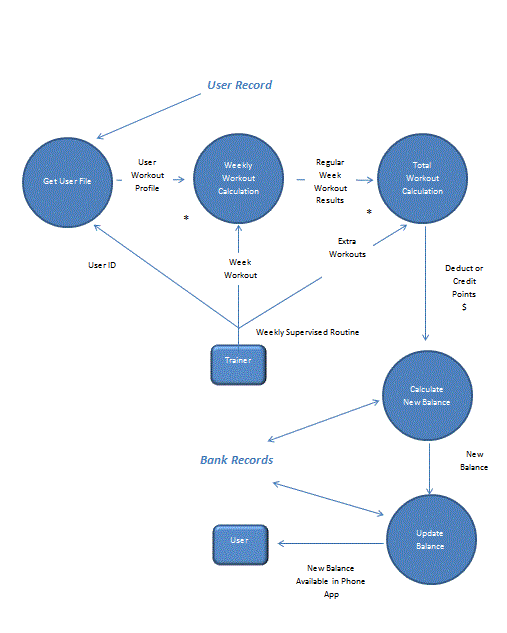 User Record
Get User File
User
Workout
Profile
Weekly
Workout
Calculation
Regular
Week
Workout
Results
Total
Workout
Calculation
*
*
User ID
Week
Workout
Extra
Workouts
Deduct or
Credit
Points
$
Weekly Supervised Routine
Trainer
Calculate
New Balance
Bank Records
New
Balance
User
Update
Balance
New Balance
Available in Phone
App